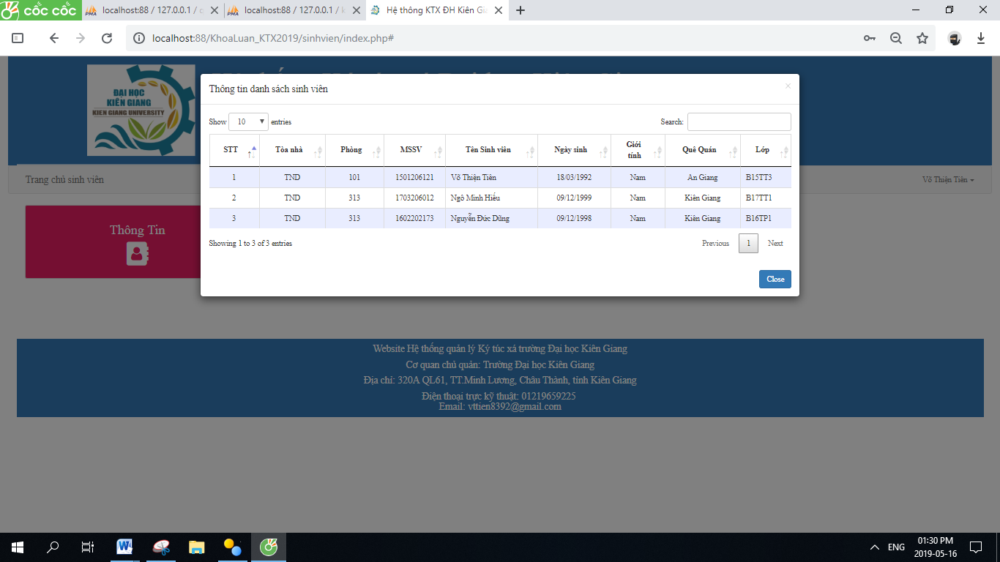 cốc cốc
localhost:88 / 127.0.0.1 /
localhost:88 / 127.0.0.1 /
Hệ thống KTX ĐH Kiên
localhost:88/KhoaLuan_KTX2019/sinhvien/index.php#
ĐẠI HỌC
KIÊN GIANG
KIEN GIANG UNIVERSITY
Thông tin danh sách sinh viên
×
Show 10 entries
Search:
STT Tòa nhà Phòng MSSV Tên Sinh viên Ngày sinh Giới tính Quê Quán Lớp
1 TND 101 1501206121 Võ Thiện Tiên 18/03/1992 Nam An Giang B15TT3
2 TND 313 1703206012 Ngô Minh Hiếu 09/12/1999 Nam Kiên Giang B17TT1
3 TND 313 1602202173 Nguyễn Đức Dũng 09/12/1998 Nam Kiên Giang B16TP1
Showing 1 to 3 of 3 entries
Previous 1 Next
Close
Trang chủ sinh viên
Võ Thiện Tiên
Thông Tin
Website Hệ thống quản lý Ký túc xá trường Đại học Kiên Giang
Cơ quan chủ quản: Trường Đại học Kiên Giang
Địa chỉ: 320A QL61, TT.Minh Lương, Châu Thành, tỉnh Kiên Giang
Điện thoại trực kỹ thuật: 01219659225
Email: vttien8392@gmail.com
ENG
01:30 PM
2019-05-16